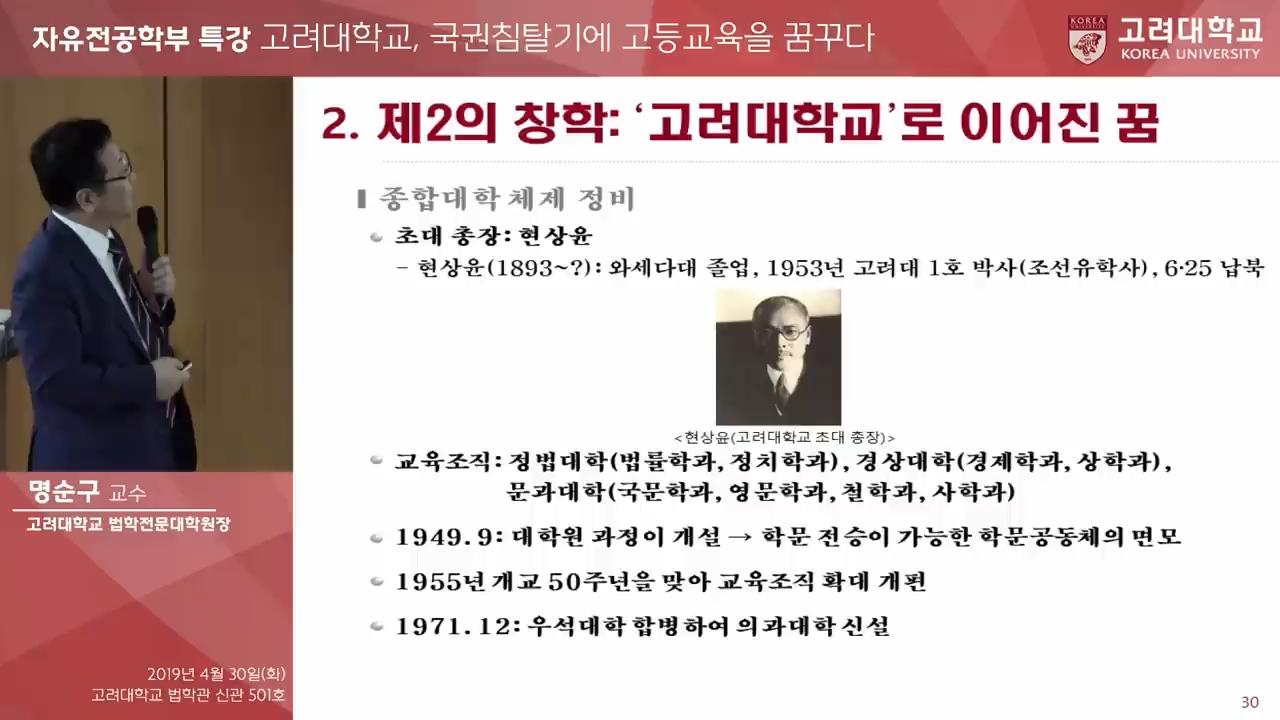 자유전공학부 특강 고려대학교, 국권침탈기에 고등교육을 꿈꾸다
KOREA
UNIVERSITY
고려대학교
KOREA UNIVERSITY
2. 제2의 창학: ‘고려대학교’로 이어진 꿈
종합대학 체제 정비
초대 총장: 현상윤
- 현상윤(1893~?): 와세다대 졸업, 1953년 고려대 1호 박사(조선유학사), 6·25 납북
<현상윤(고려대학교 초대 총장)>
교육조직: 정법대학(법률학과, 정치학과), 경상대학(경제학과, 상학과),
문과대학(국문학과, 영문학과, 철학과, 사학과)
1949. 9: 대학원 과정이 개설 → 학문 전승이 가능한 학문공동체의 면모
1955년 개교 50주년을 맞아 교육조직 확대 개편
1971. 12: 우석대학 합병하여 의과대학 신설
명순구 교수
고려대학교 법학전문대학원장
2019년 4월 30일(화)
고려대학교 법학관 신관 501호
30